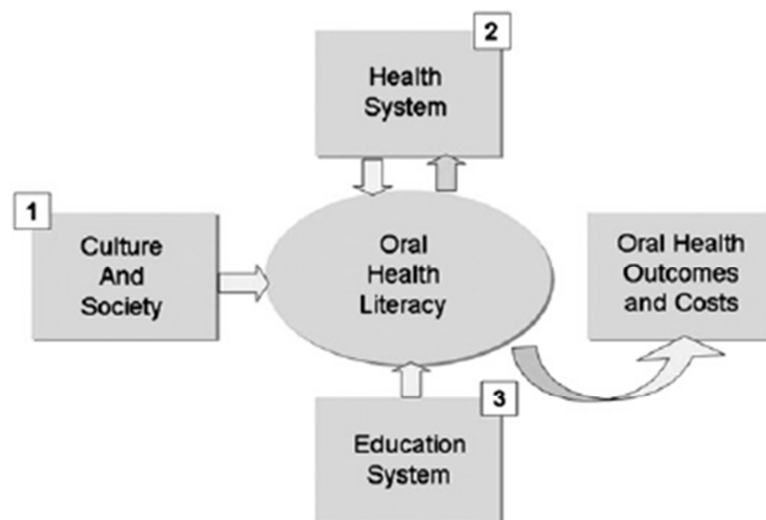 2
Health
System
1
Culture
And
Society
Oral
Health
Literacy
Oral Health
Outcomes
and Costs
3
Education
System